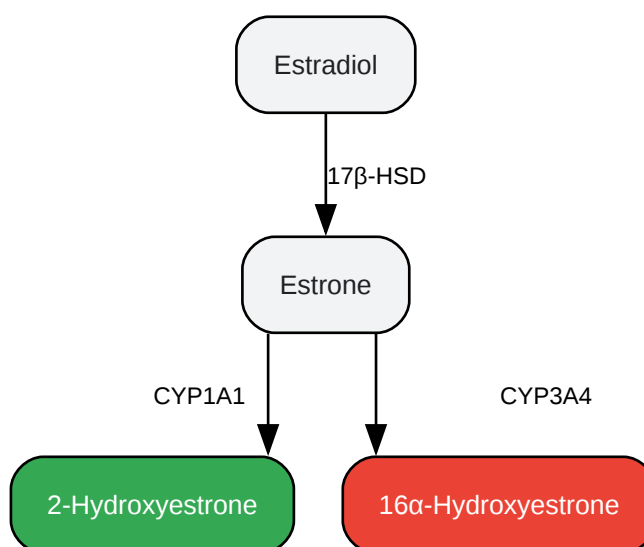 Estradiol
17β-HSD
Estrone
CYP1A1
CYP3A4
2-Hydroxyestrone
16α-Hydroxyestrone